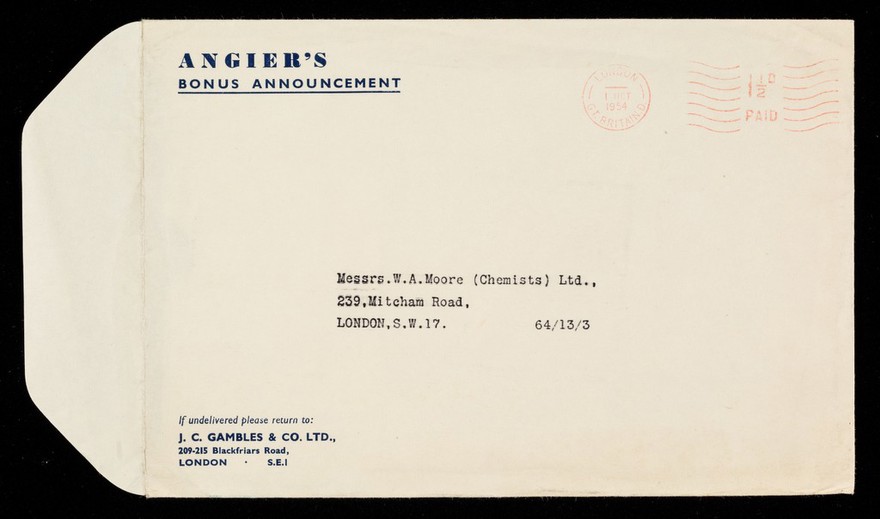 ANGIER'S
BONUS ANNOUNCEMENT
LONDON
1954
GT. BRITAIN
1½D
PAID
Messrs.W.A.Moore (Chemists) Ltd.,
239,Mitcham Road,
LONDON,S.W.17. 64/13/3
If undelivered please return to:
J. C. GAMBLES & CO. LTD.,
209-215 Blackfriars Road,
LONDON · S.E.1